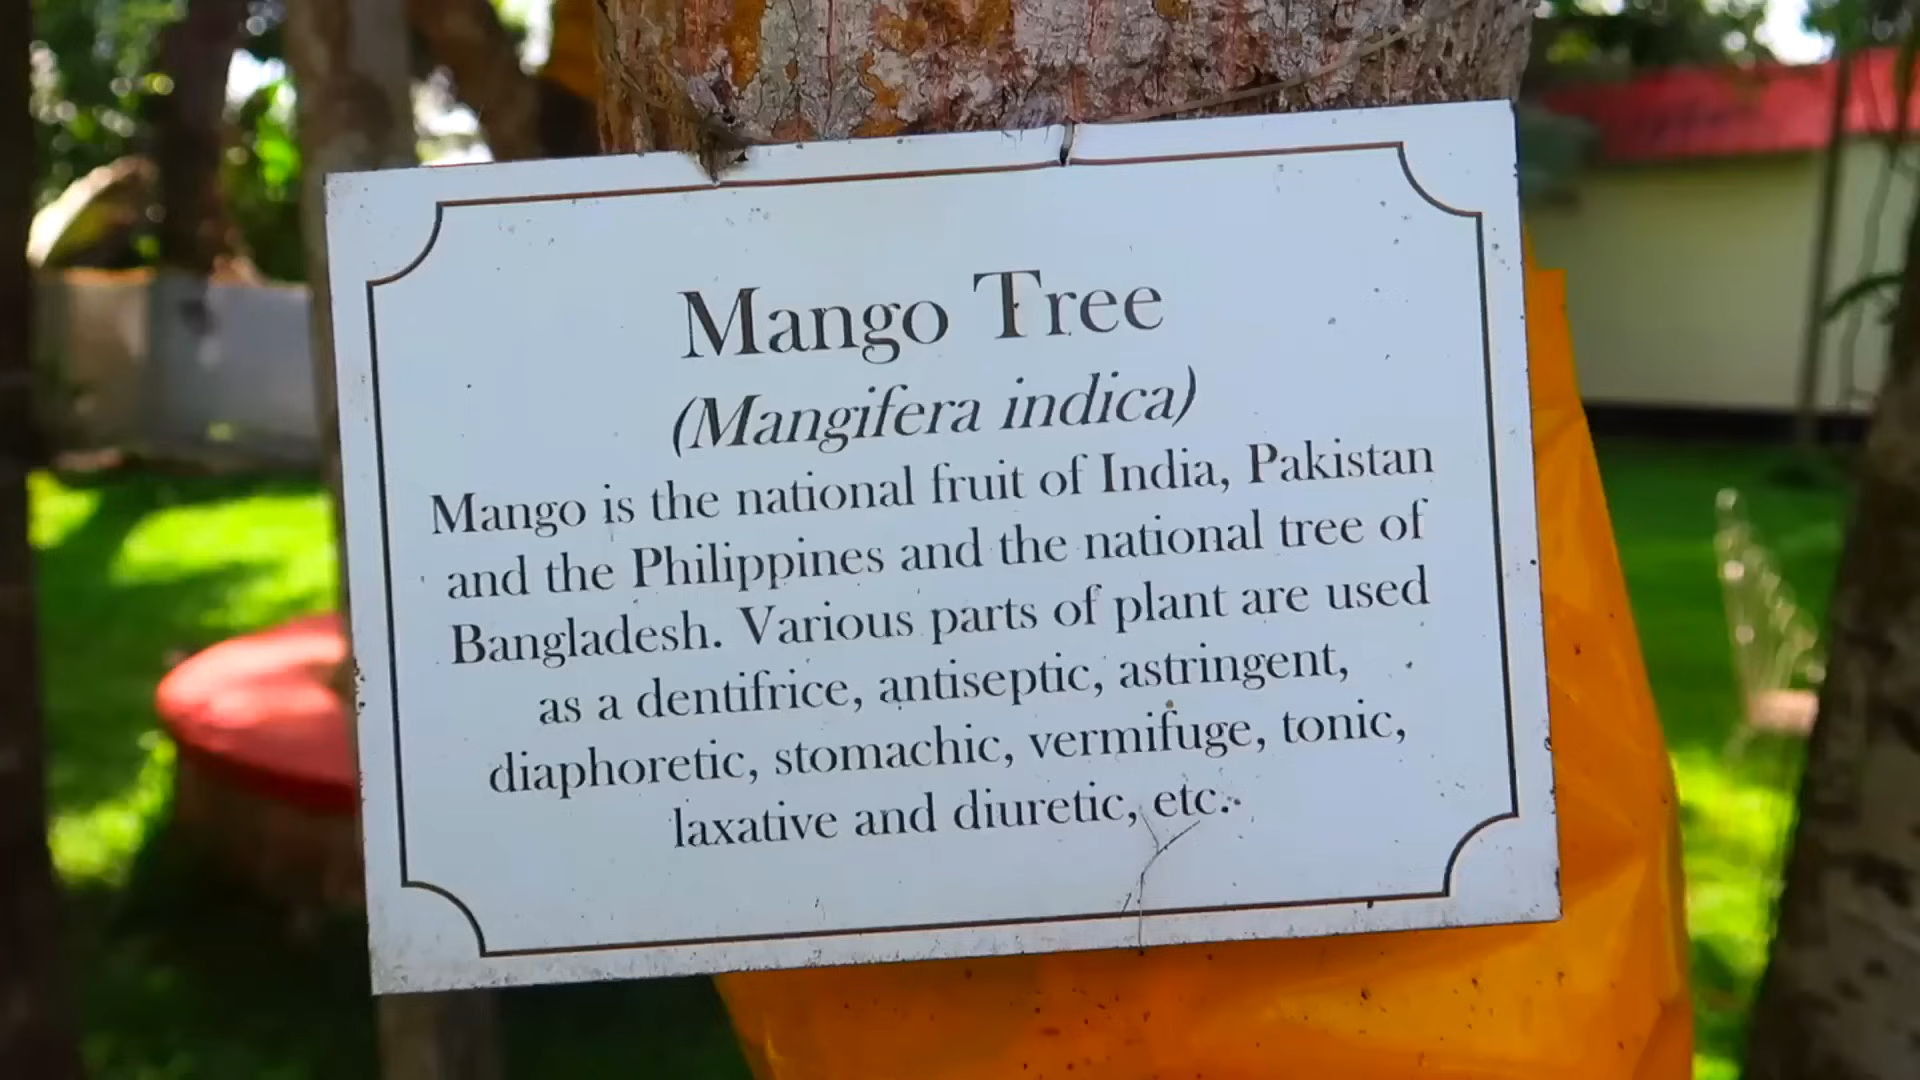 Mango Tree
(Mangifera indica)
Mango is the national fruit of India, Pakistan
and the Philippines and the national tree of
Bangladesh. Various parts of plant are used
as a dentifrice, antiseptic, astringent,
diaphoretic, stomachic, vermifuge, tonic,
laxative and diuretic, etc.